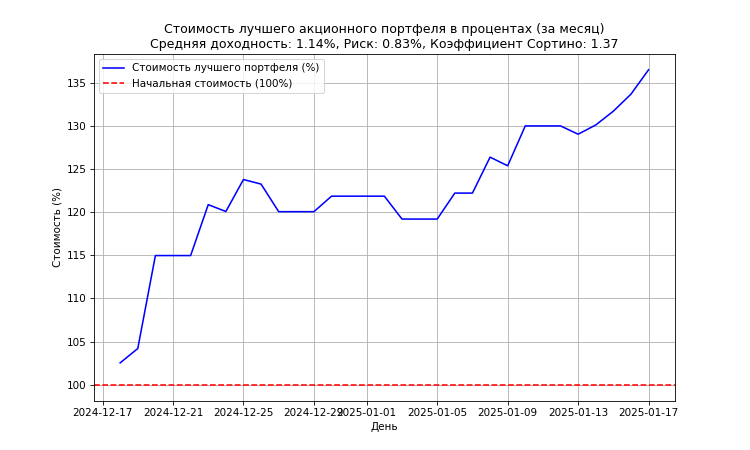 Стоимость лучшего акционного портфеля в процентах (за месяц)
Средняя доходность: 1.14%, Риск: 0.83%, Коэффициент Сортино: 1.37
Стоимость лучшего портфеля (%)
Начальная стоимость (100%)
Стоимость (%)
135
130
125
120
115
110
105
100
2024-12-17 2024-12-21 2024-12-25 2024-12-29 2025-01-01 2025-01-05 2025-01-09 2025-01-13 2025-01-17
День